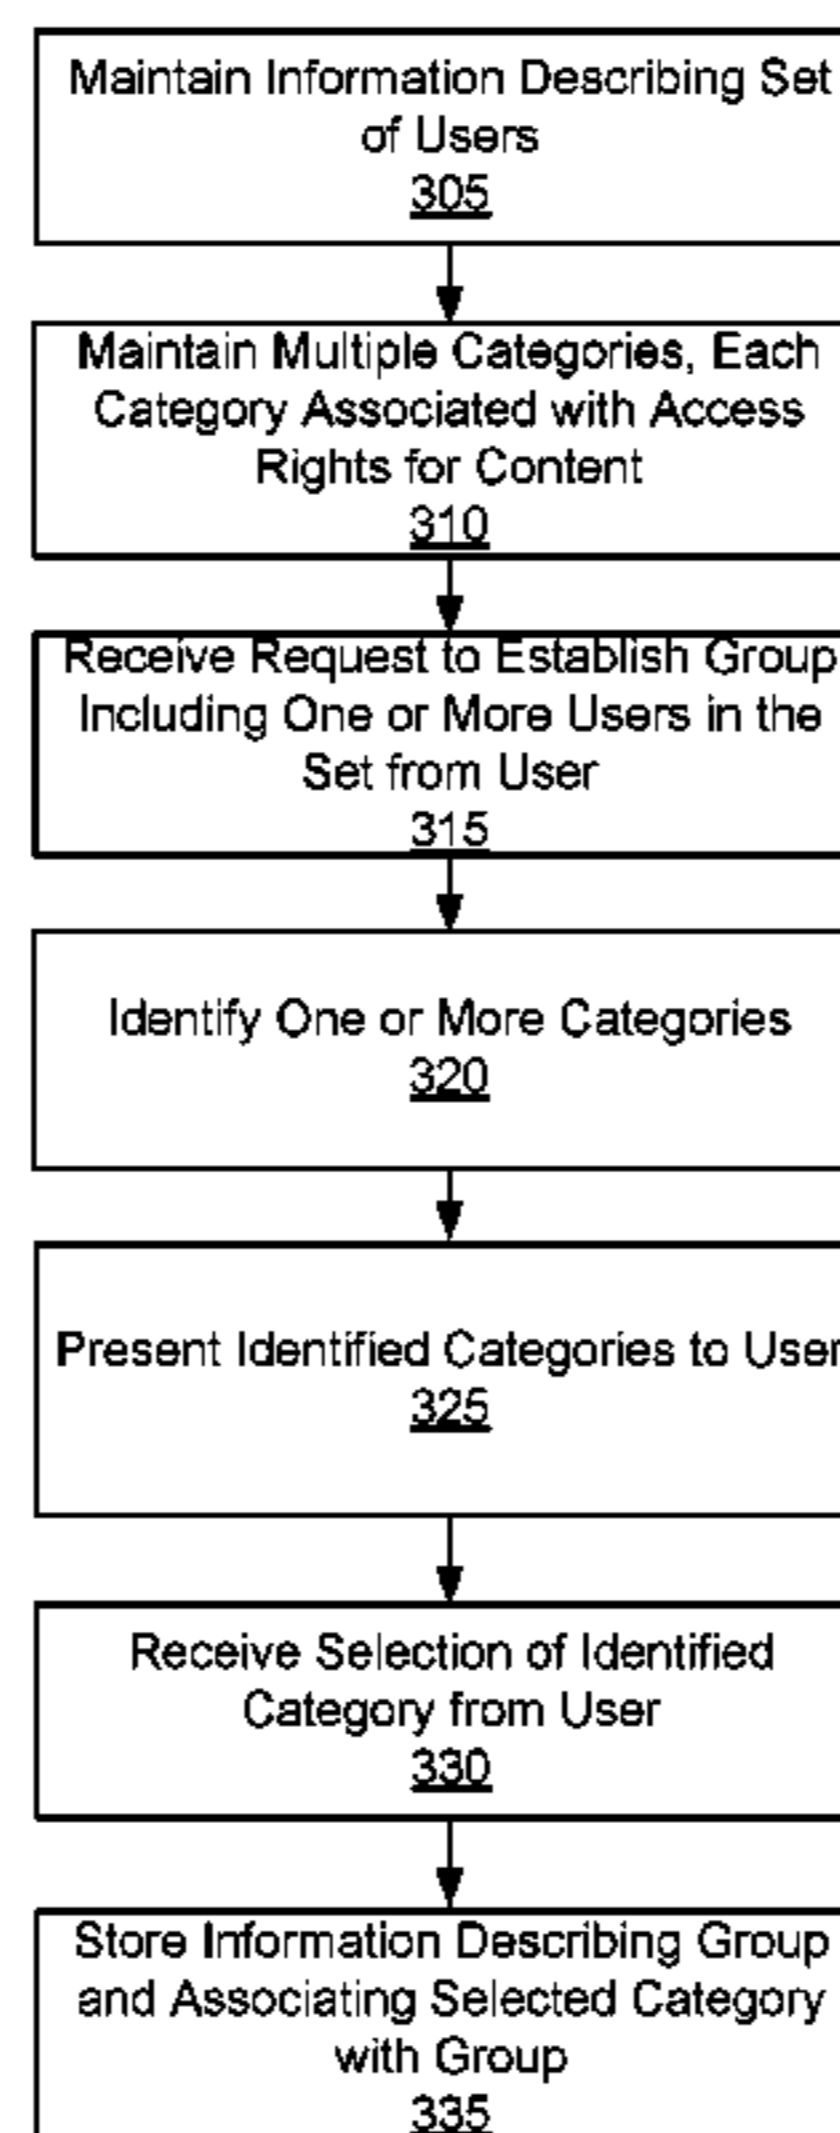 Maintain Information Describing Set
of Users
305
Maintain Multiple Categories, Each
Category Associated with Access
Rights for Content
310
Receive Request to Establish Group
Including One or More Users in the
Set from User
315
Identify One or More Categories
320
Present Identified Categories to User
325
Receive Selection of Identified
Category from User
330
Store Information Describing Group
and Associating Selected Category
with Group
335